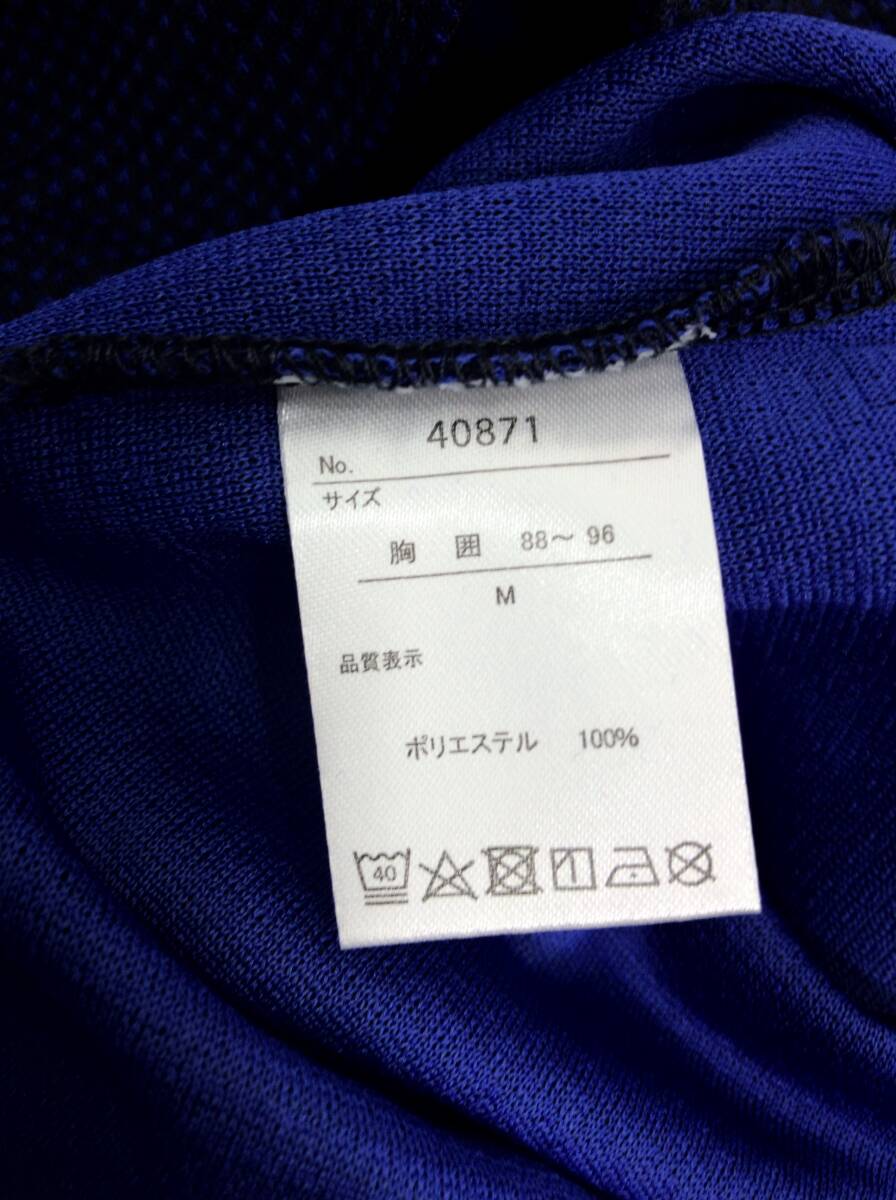 40871
No.
サイズ
胸 囲 88～96
M
品質表示
ポリエステル 100%
40